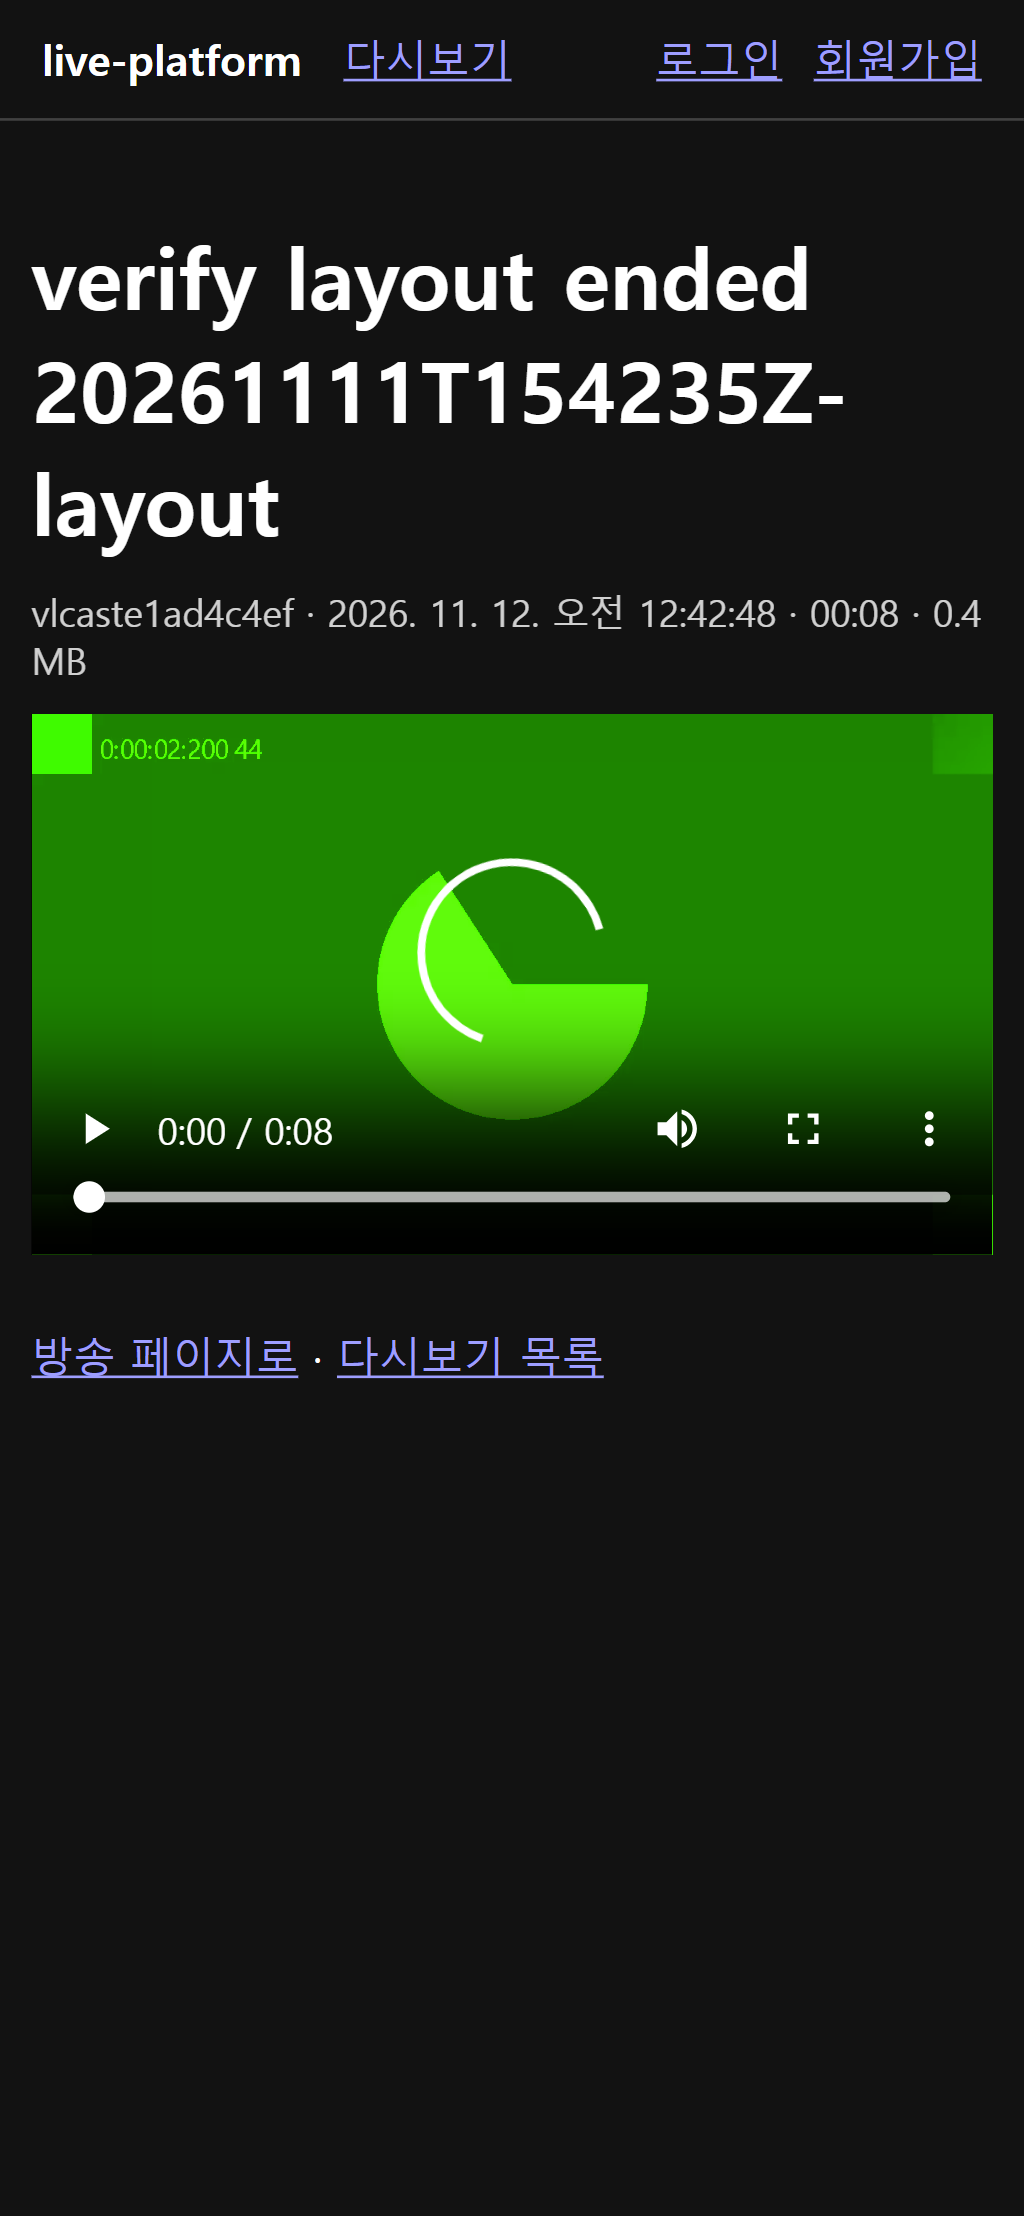 live-platform 다시보기 로그인 회원가입
verify layout ended
20261111T154235Z-
layout
vlcaste1ad4c4ef · 2026. 11. 12. 오전 12:42:48 · 00:08 · 0.4
MB
0:00:02:200 44
0:00 / 0:08
방송 페이지로 · 다시보기 목록